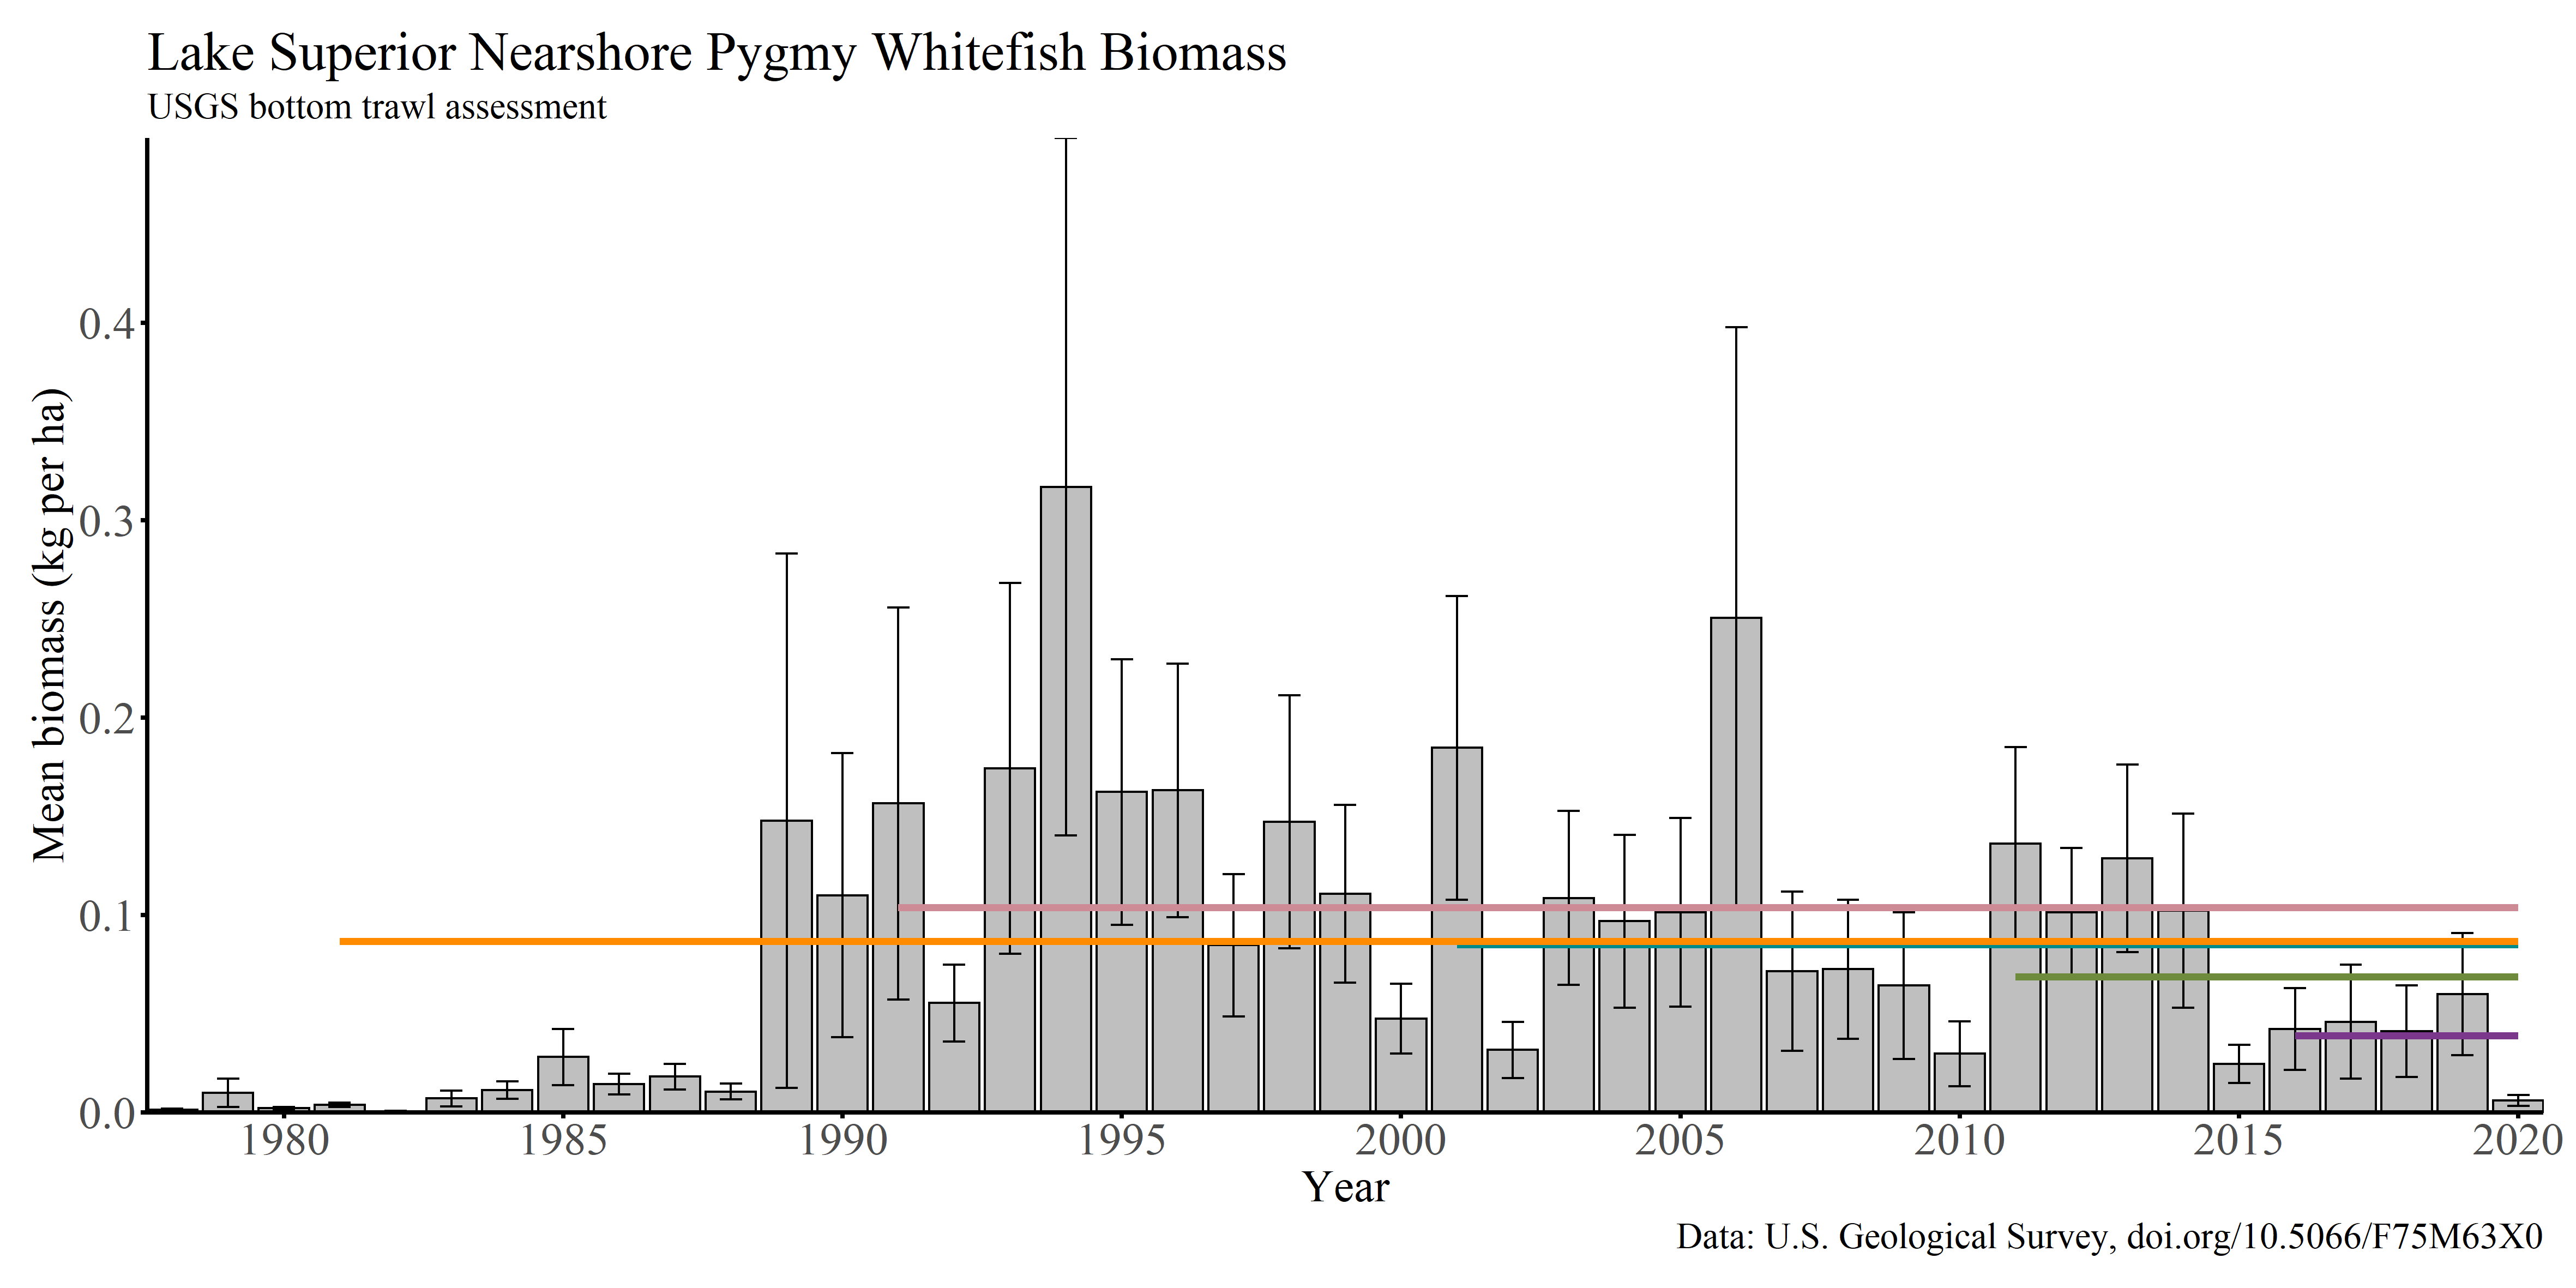 Lake Superior Nearshore Pygmy Whitefish Biomass
USGS bottom trawl assessment
Mean biomass (kg per ha)
0.4
0.3
0.2
0.1
0.0
1980 1985 1990 1995 2000 2005 2010 2015 2020
Year
Data: U.S. Geological Survey, doi.org/10.5066/F75M63X0